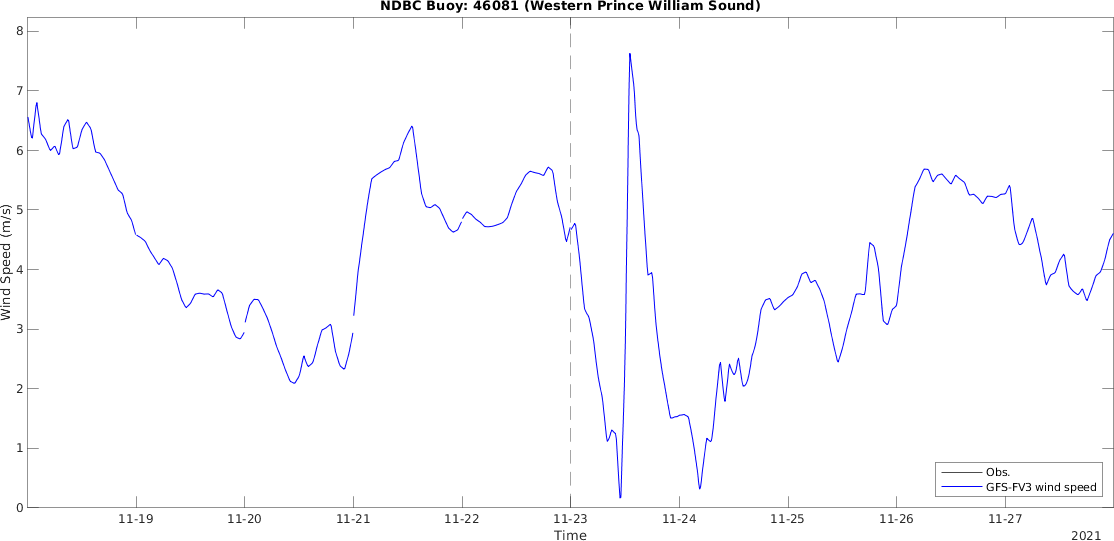 NDBC Buoy: 46081 (Western Prince William Sound)
8
7
6
5
4
3
2
1
0
Wind Speed (m/s)
11-19 11-20 11-21 11-22 11-23 11-24 11-25 11-26 11-27
Time
2021
Obs.
GFS-FV3 wind speed